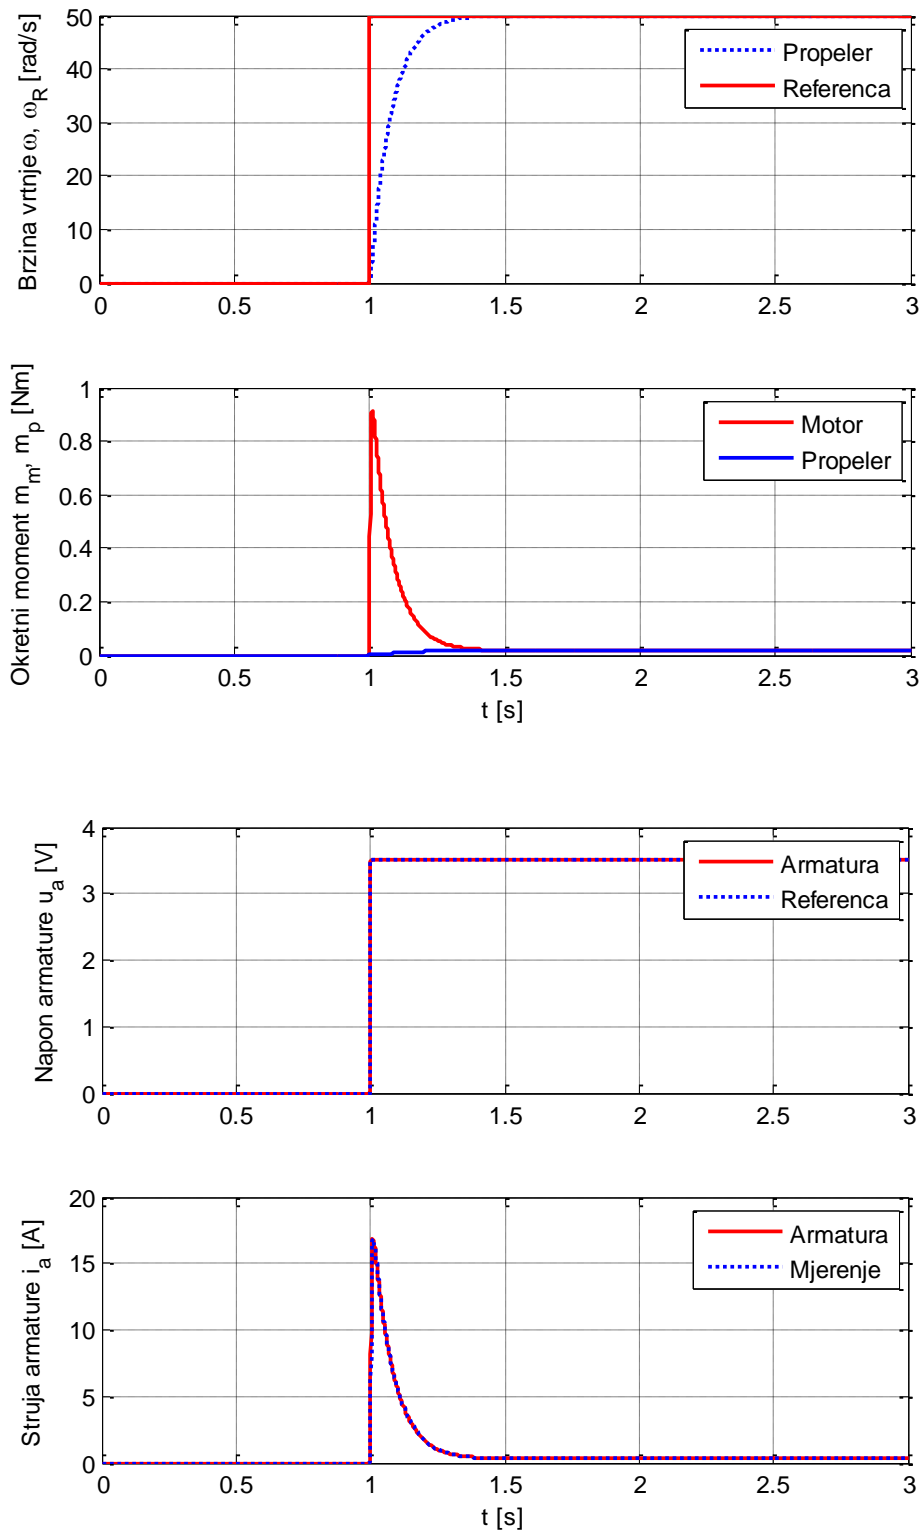 Brzina vrtnje ω, ω_R [rad/s]
50
40
30
20
10
0
0 0.5 1 1.5 2 2.5 3
Propeler
Referenca
Okretni moment m_m, m_p [Nm]
1
0.8
0.6
0.4
0.2
0
0 0.5 1 1.5 2 2.5 3
t [s]
Motor
Propeler
Napon armature u_a [V]
4
3
2
1
0
0 0.5 1 1.5 2 2.5 3
Armatura
Referenca
Struja armature i_a [A]
20
15
10
5
0
0 0.5 1 1.5 2 2.5 3
t [s]
Armatura
Mjerenje